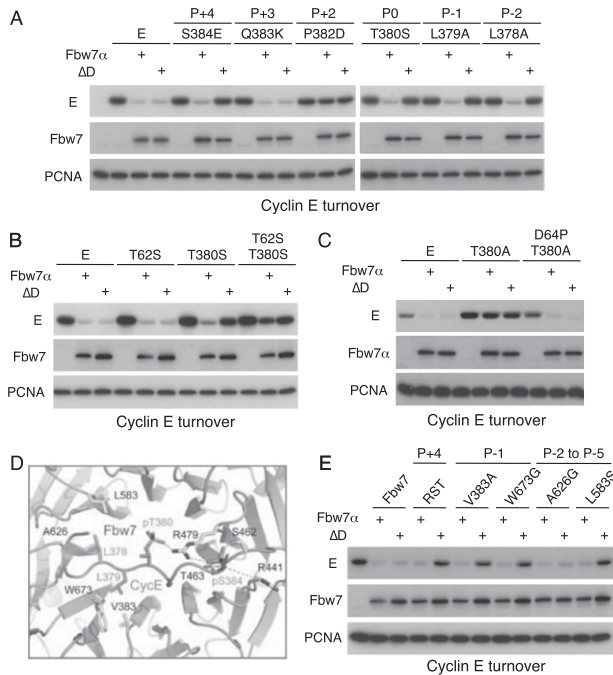 A
P+4 P+3 P+2 P0 P-1 P-2
E S384E Q383K P382D T380S L379A L378A
Fbw7α + + + + + + +
ΔD + + + + + + +
E
Fbw7
PCNA
Cyclin E turnover
B
E T62S T380S T62S T380S
Fbw7α + + + +
ΔD + + + +
E
Fbw7
PCNA
Cyclin E turnover
C
E T380A D64P T380A
Fbw7α + + +
ΔD + + +
E
Fbw7α
PCNA
Cyclin E turnover
D
L583
A626 Fbw7 pT380 R479 S462
L378
L379 CycE T463 pS384 R441
W673
V383
E
P+4 P-1 P-2 to P-5
Fbw7 RST V383A W673G A626G L583S
Fbw7α + + + + + +
ΔD + + + + + +
E
Fbw7
PCNA
Cyclin E turnover